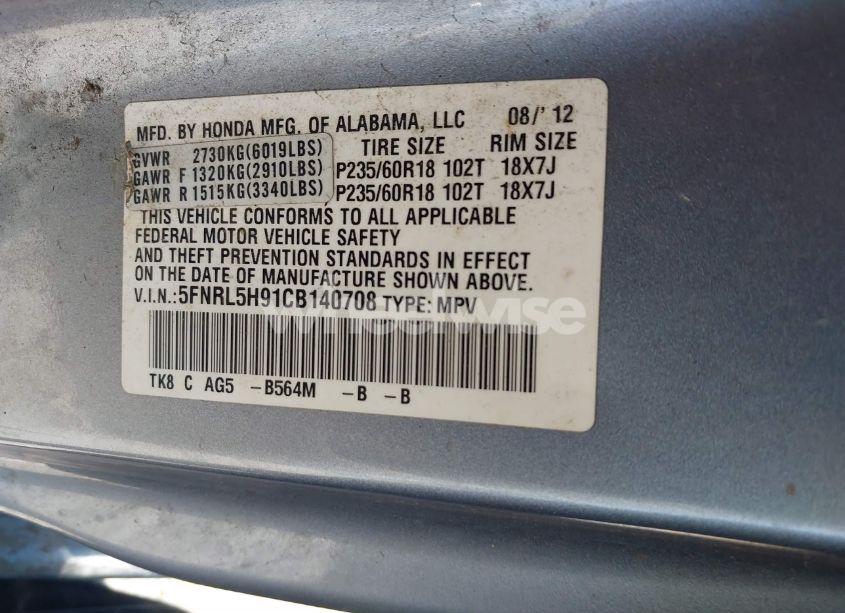 MFD. BY HONDA MFG. OF ALABAMA, LLC 08/' 12
GVWR 2730KG(6019LBS) TIRE SIZE RIM SIZE
GAWR F 1320KG(2910LBS) P235/60R18 102T 18X7J
GAWR R 1515KG(3340LBS) P235/60R18 102T 18X7J
THIS VEHICLE CONFORMS TO ALL APPLICABLE
FEDERAL MOTOR VEHICLE SAFETY
AND THEFT PREVENTION STANDARDS IN EFFECT
ON THE DATE OF MANUFACTURE SHOWN ABOVE.
V.I.N.:5FNRL5H91CB140708 TYPE: MPV
wheelwise
TK8 C AG5 -B564M -B -B